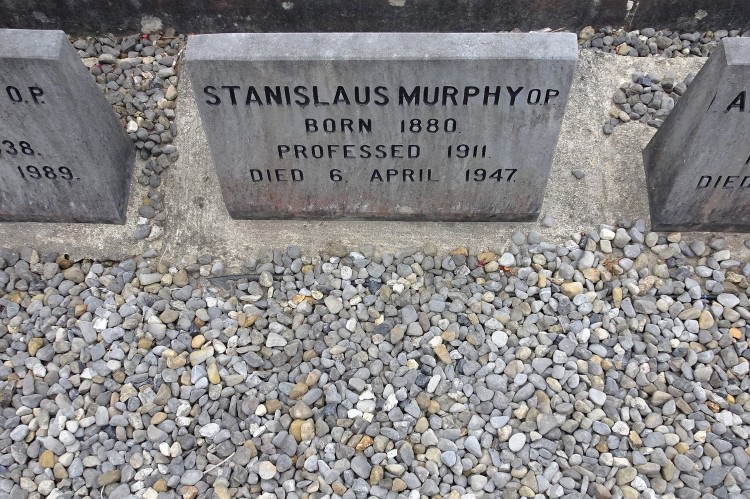 O.P.
38.
1989.
STANISLAUS MURPHY O.P.
BORN 1880.
PROFESSED 1911.
DIED 6. APRIL 1947.
A
DIED